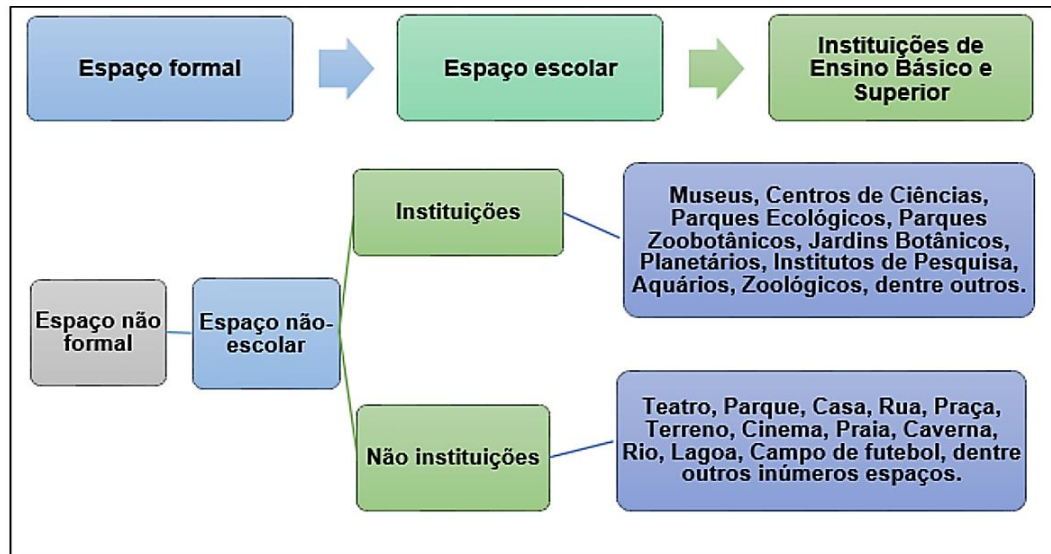 Espaço formal
Espaço escolar
Instituições de
Ensino Básico e
Superior
Instituições
Museus, Centros de Ciências,
Parques Ecológicos, Parques
Zoobotânicos, Jardins Botânicos,
Planetários, Institutos de Pesquisa,
Aquários, Zoológicos, dentre outros.
Espaço não
formal
Espaço não-
escolar
Não instituições
Teatro, Parque, Casa, Rua, Praça,
Terreno, Cinema, Praia, Caverna,
Rio, Lagoa, Campo de futebol, dentre
outros inúmeros espaços.